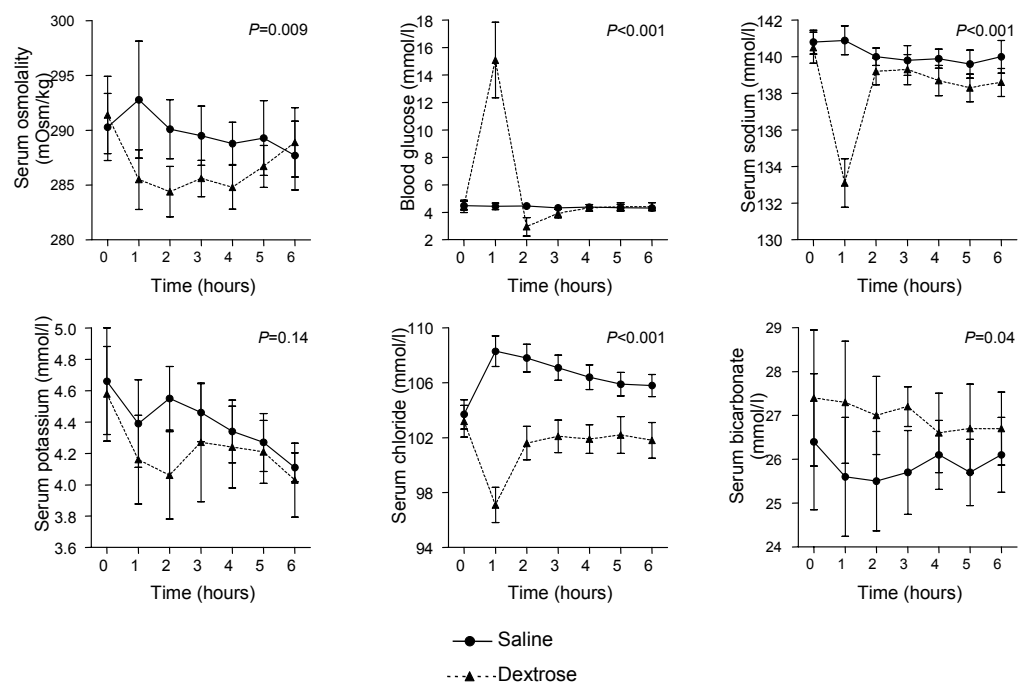 P=0.009
Serum osmolality
(mOsm/kg)
300
295
290
285
280
0 1 2 3 4 5 6
Time (hours)
P<0.001
Blood glucose (mmol/l)
18
16
14
12
10
8
6
4
2
0 1 2 3 4 5 6
Time (hours)
P<0.001
Serum sodium (mmol/l)
142
140
138
136
134
132
130
0 1 2 3 4 5 6
Time (hours)
P=0.14
Serum potassium (mmol/l)
5.0
4.8
4.6
4.4
4.2
4.0
3.8
3.6
0 1 2 3 4 5 6
Time (hours)
P<0.001
Serum chloride (mmol/l)
110
106
102
98
94
0 1 2 3 4 5 6
Time (hours)
P=0.04
Serum bicarbonate
(mmol/l)
29
28
27
26
25
24
0 1 2 3 4 5 6
Time (hours)
Saline
Dextrose